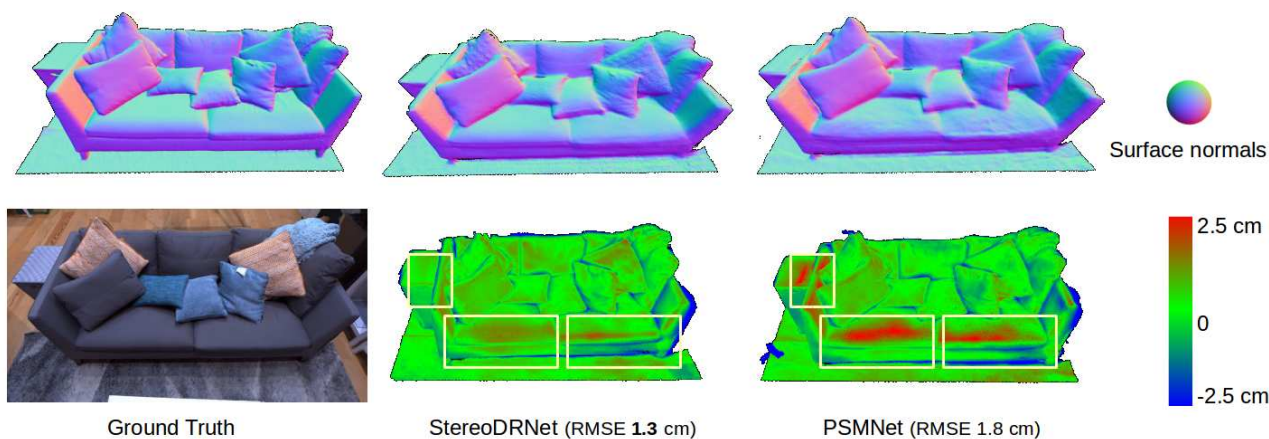 Surface normals
2.5 cm
0
-2.5 cm
Ground Truth
StereoDRNet (RMSE 1.3 cm)
PSMNet (RMSE 1.8 cm)